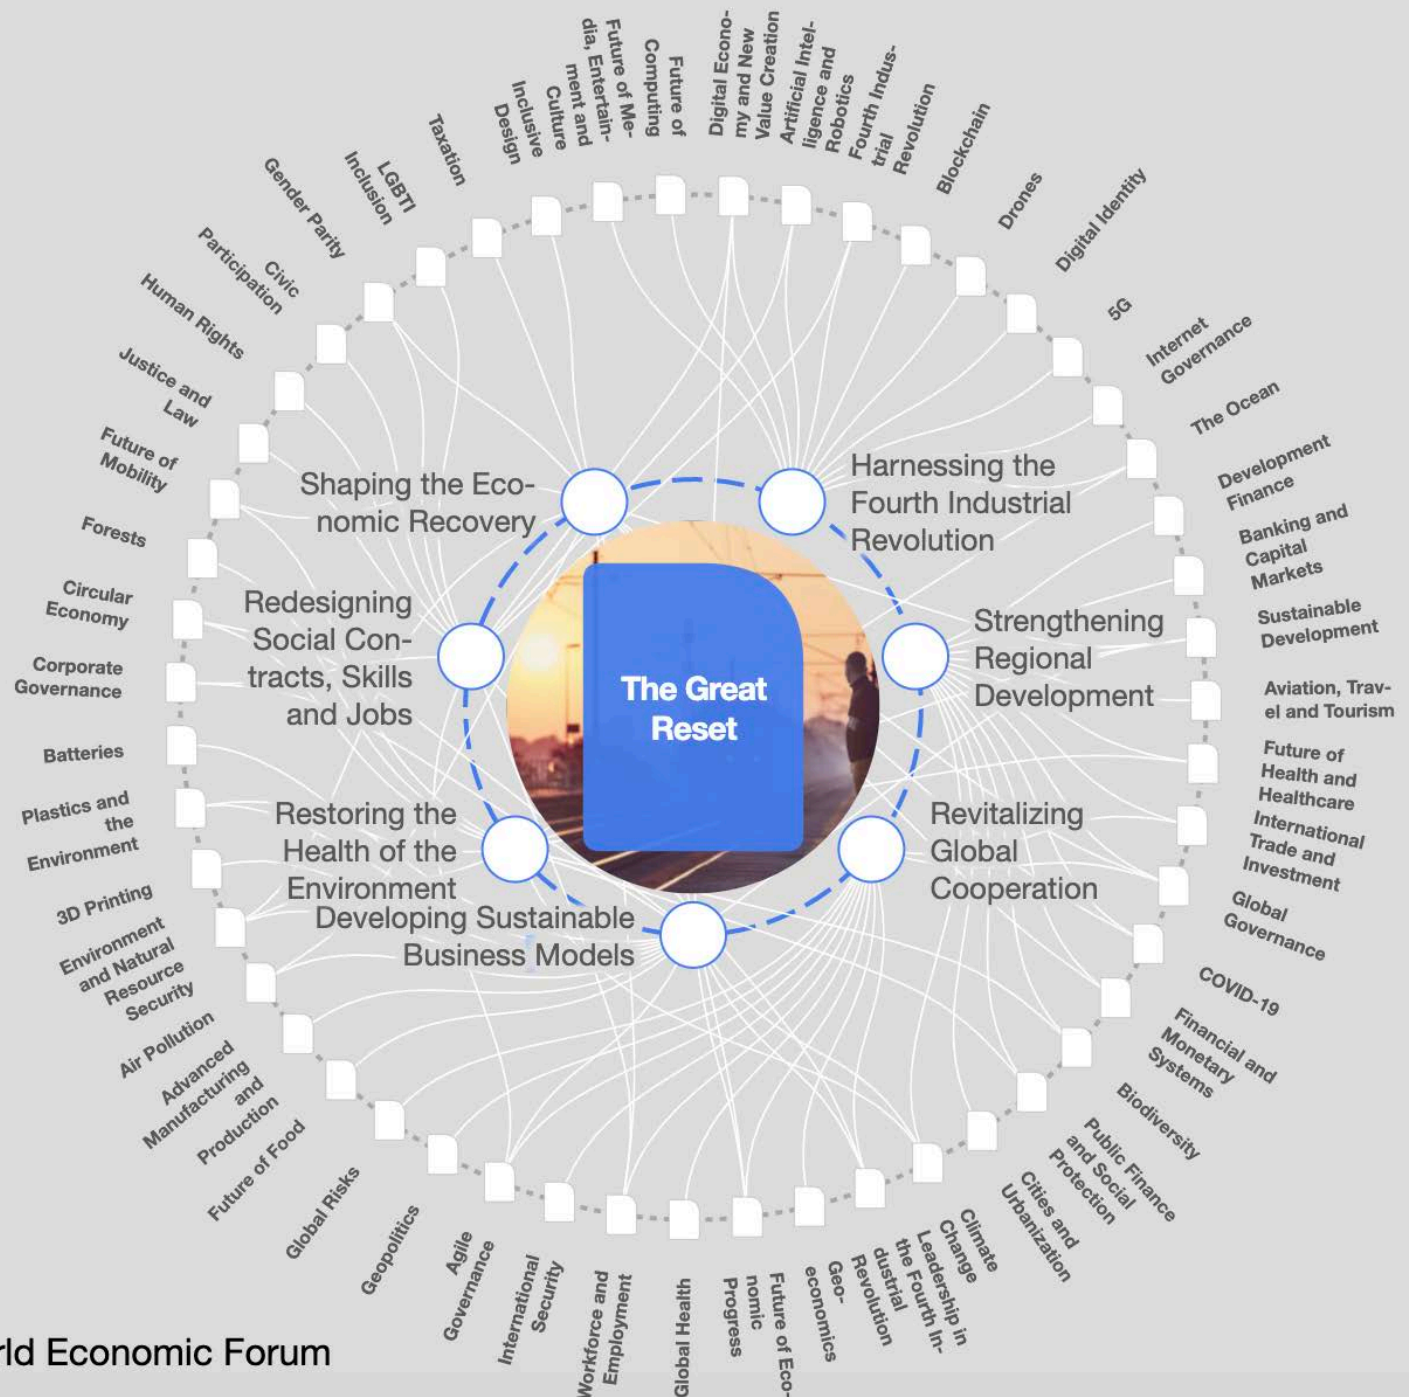 The Great
Reset
Shaping the Eco-
nomic Recovery
Harnessing the
Fourth Industrial
Revolution
Redesigning
Social Con-
tracts, Skills
and Jobs
Strengthening
Regional
Development
Restoring the
Health of the
Environment
Revitalizing
Global
Cooperation
Developing Sustainable
Business Models
Digital Econo-
my and New
Value Creation
Artificial Intel-
ligence and
Robotics
Fourth Indus-
trial
Revolution
Blockchain
Drones
Digital Identity
5G
Internet
Governance
The Ocean
Development
Finance
Banking and
Capital
Markets
Sustainable
Development
Aviation, Trav-
el and Tourism
Future of
Health and
Healthcare
International
Trade and
Investment
Global
Governance
COVID-19
Financial and
Monetary
Systems
Biodiversity
Public Finance
and Social
Protection
Cities and
Urbanization
Climate
Change
Leadership in
the Fourth In-
dustrial
Revolution
Geo-
economics
Future of Eco-
nomic
Progress
Global Health
Workforce and
Employment
International
Security
Agile
Governance
Geopolitics
Global Risks
Future of Food
Advanced
Manufacturing
and
Production
Air Pollution
Environment
and Natural
Resource
Security
3D Printing
Plastics and
the
Environment
Batteries
Corporate
Governance
Circular
Economy
Forests
Future of
Mobility
Justice and
Law
Human Rights
Civic
Participation
Gender Parity
LGBTI
Inclusion
Taxation
Inclusive
Design
Future of Me-
dia, Entertain-
ment and
Culture
Future of
Computing
rld Economic Forum